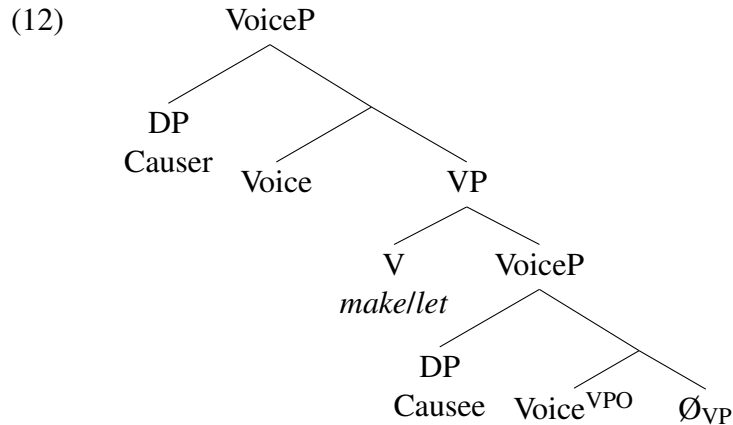 (12) VoiceP
DP
Causer Voice VP
V VoiceP
make/let
DP
Causee Voice^VPO Ø_VP